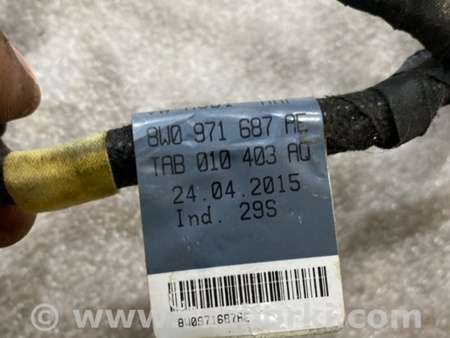 8W0 971 687 AE
TAB 010 403 AQ
24.04.2015
Ind. 29S
8W0971687AE